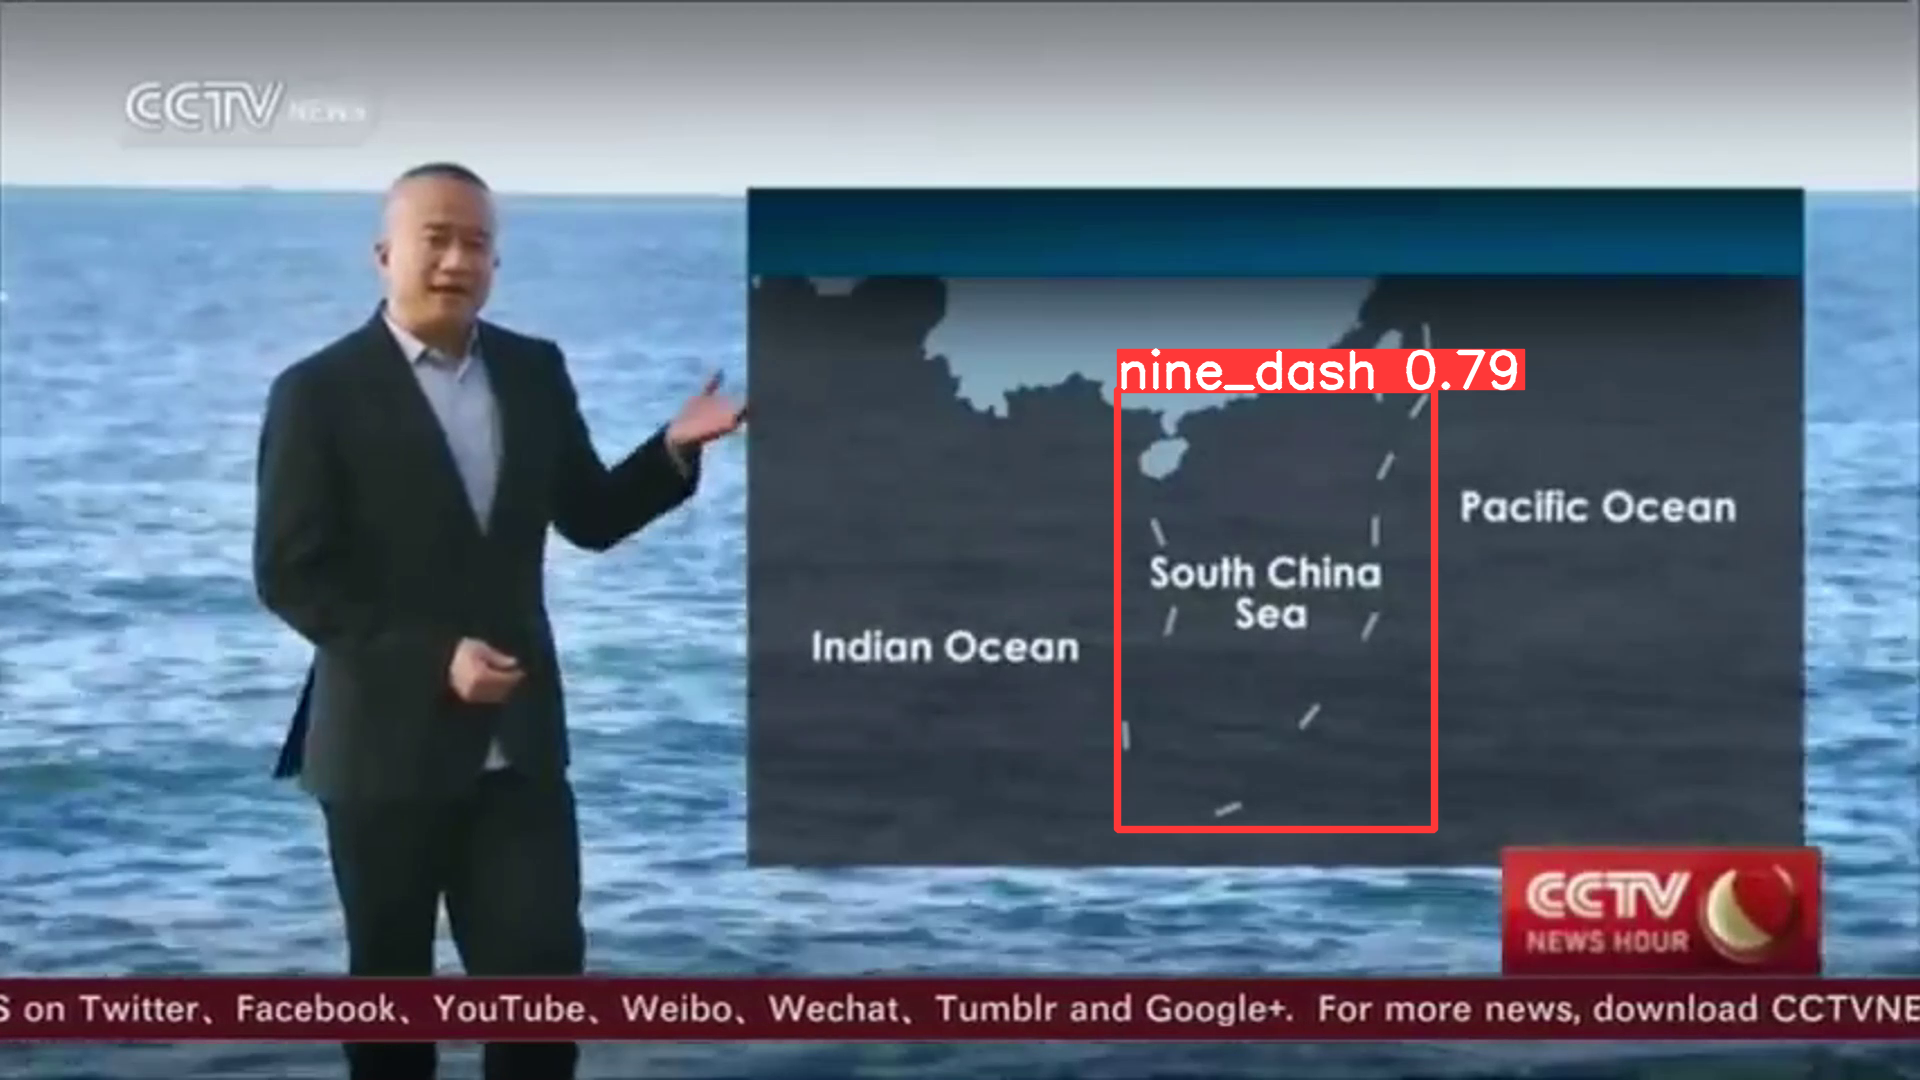 CCTV NEWS
nine_dash 0.79
Pacific Ocean
South China
Sea
Indian Ocean
CCTV
NEWS HOUR
S on Twitter、Facebook、YouTube、Weibo、Wechat、Tumblr and Google+. For more news, download CCTVNE